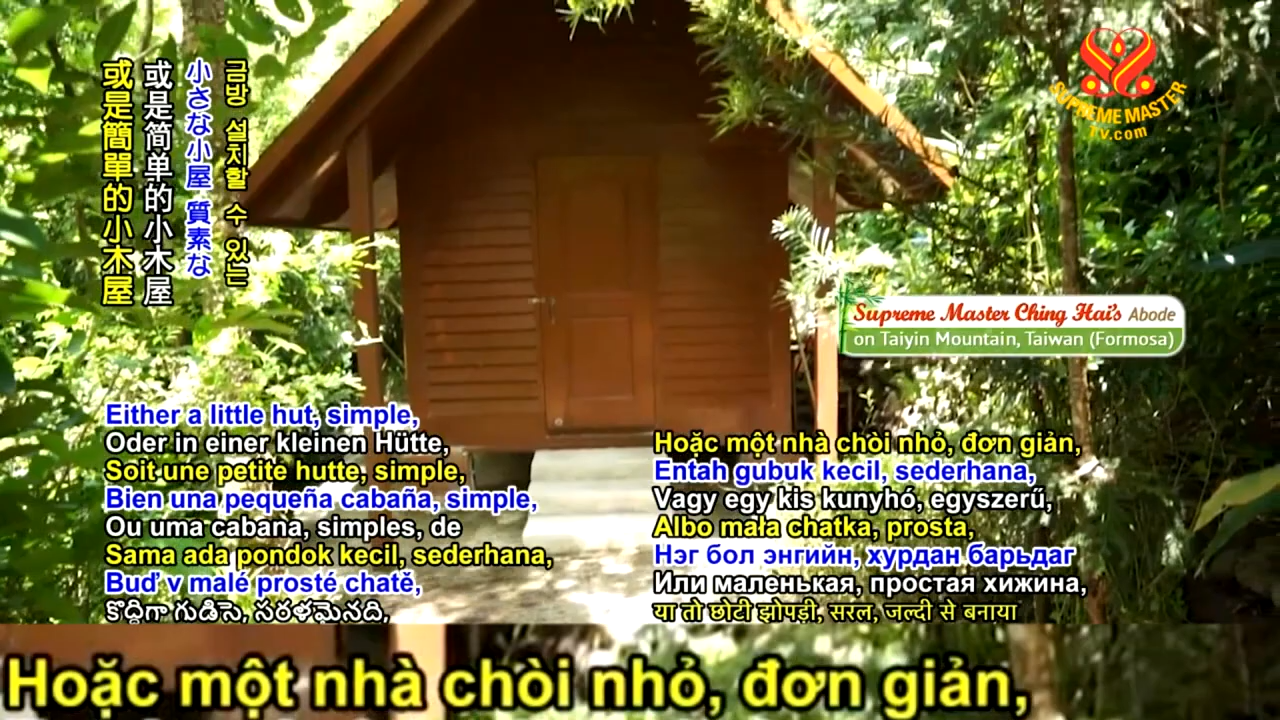 금방 설치할 수 있는
小さな小屋 質素な
或是简单的小木屋
或是簡單的小木屋
SUPREME MASTER
TV.com
Supreme Master Ching Hai's Abode
on Taiyin Mountain, Taiwan (Formosa)
Either a little hut, simple,
Oder in einer kleinen Hütte,
Soit une petite hutte, simple,
Bien una pequeña cabaña, simple,
Ou uma cabana, simples, de
Sama ada pondok kecil, sederhana,
Buď v malé prosté chatě,
కొద్దిగా గుడిసె, సరళమైనది,
Hoặc một nhà chòi nhỏ, đơn giản,
Entah gubuk kecil, sederhana,
Vagy egy kis kunyhó, egyszerű,
Albo mała chatka, prosta,
Нэг бол энгийн, хурдан барьдаг
Или маленькая, простая хижина,
या तो छोटी झोपड़ी, सरल, जल्दी से बनाया
Hoặc một nhà chòi nhỏ, đơn giản,